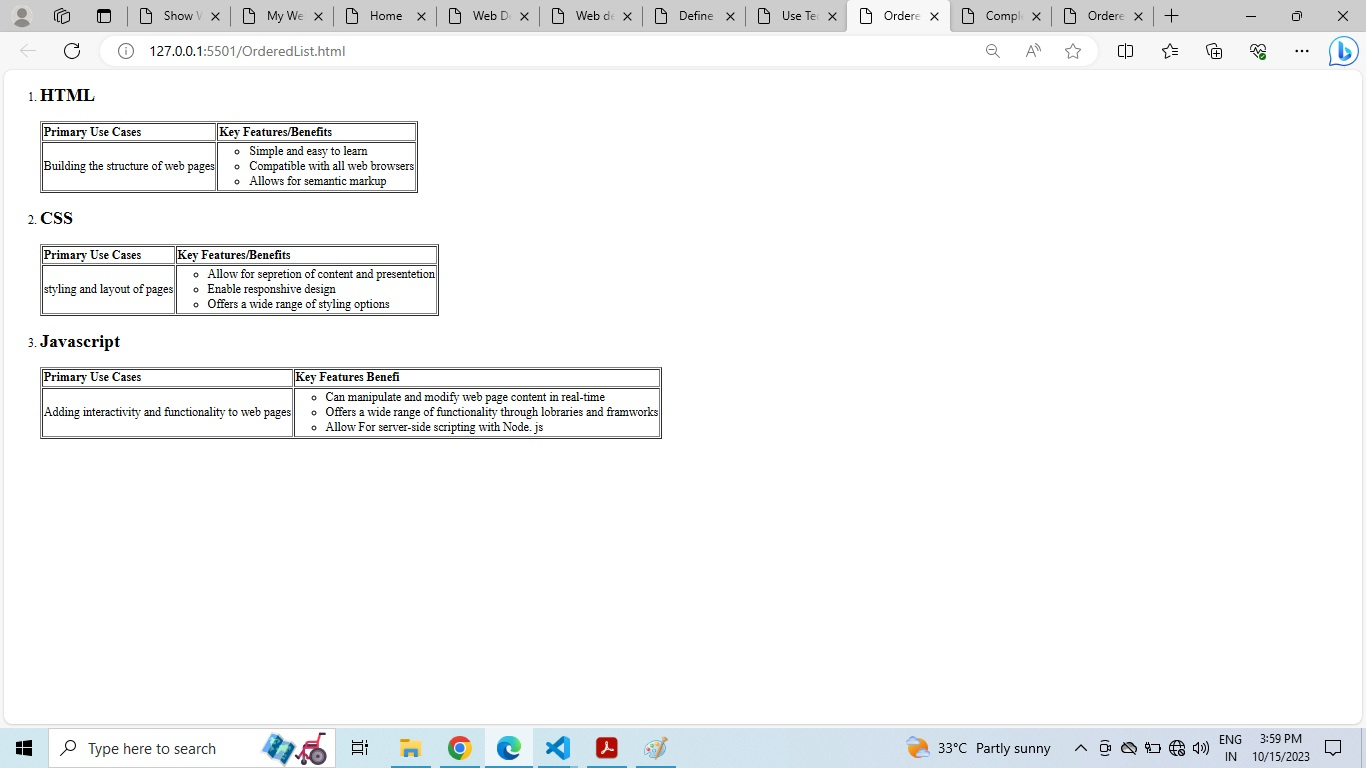 Show
My We
Home
Web D
Web de
Define
Use Te
Ordere
Compl
Ordere
127.0.0.1:5501/OrderedList.html
1. HTML
Primary Use Cases Key Features/Benefits
Building the structure of web pages
Simple and easy to learn
Compatible with all web browsers
Allows for semantic markup
2. CSS
Primary Use Cases Key Features/Benefits
styling and layout of pages
Allow for sepretion of content and presentetion
Enable responshive design
Offers a wide range of styling options
3. Javascript
Primary Use Cases Key Features Benefi
Adding interactivity and functionality to web pages
Can manipulate and modify web page content in real-time
Offers a wide range of functionality through lobraries and framworks
Allow For server-side scripting with Node. js
Type here to search
33°C Partly sunny
ENG
IN
3:59 PM
10/15/2023